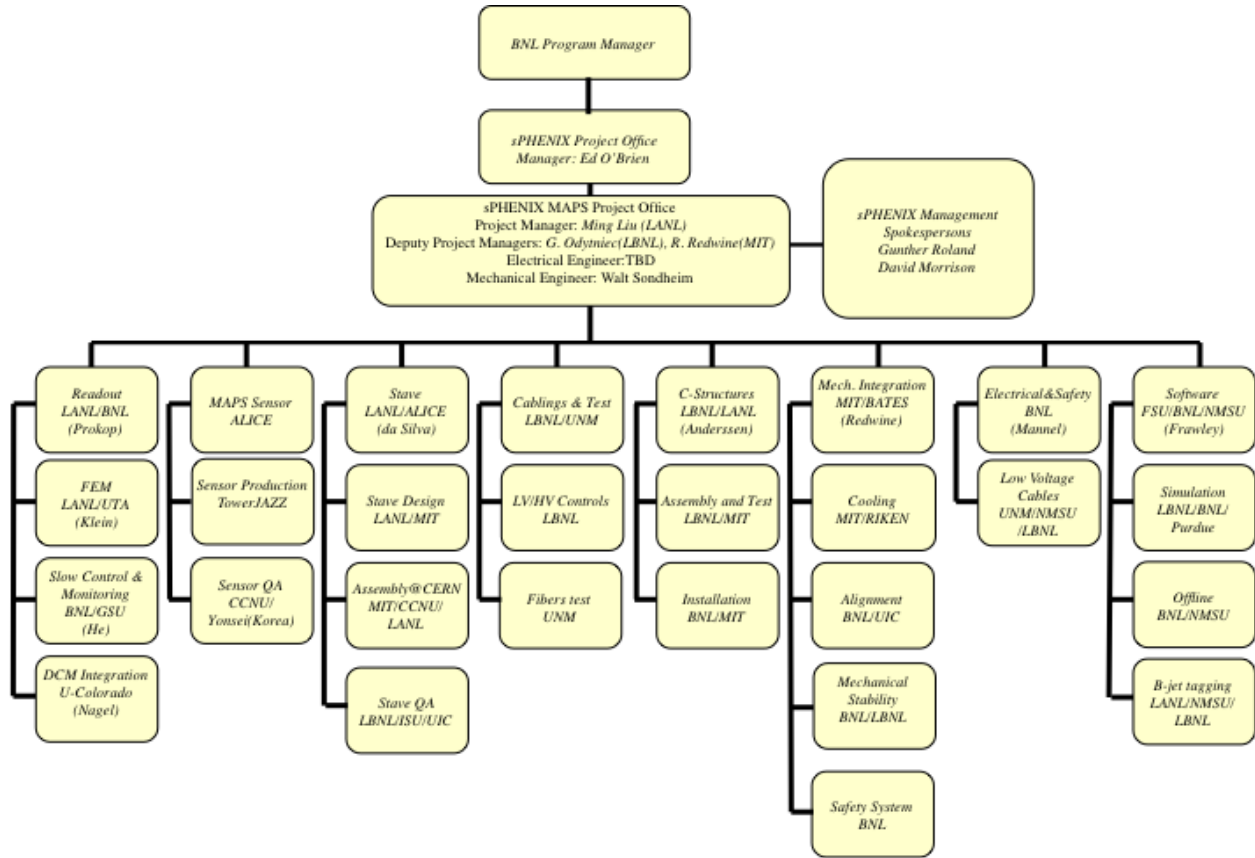 BNL Program Manager
sPHENIX Project Office
Manager: Ed O'Brien
sPHENIX MAPS Project Office
Project Manager: Ming Liu (LANL)
Deputy Project Managers: G. Odytniec(LBNL), R. Redwine(MIT)
Electrical Engineer:TBD
Mechanical Engineer: Walt Sondheim
sPHENIX Management
Spokespersons
Gunther Roland
David Morrison
Readout
LANL/BNL
(Prokop)
FEM
LANL/UTA
(Klein)
Slow Control &
Monitoring
BNL/GSU
(He)
DCM Integration
U-Colorado
(Nagel)
MAPS Sensor
ALICE
Sensor Production
TowerJAZZ
Sensor QA
CCNU/
Yonsei(Korea)
Stave
LANL/ALICE
(da Silva)
Stave Design
LANL/MIT
Assembly@CERN
MIT/CCNU/
LANL
Stave QA
LBNL/ISU/UIC
Cablings & Test
LBNL/UNM
LV/HV Controls
LBNL
Fibers test
UNM
C-Structures
LBNL/LANL
(Anderssen)
Assembly and Test
LBNL/MIT
Installation
BNL/MIT
Mech. Integration
MIT/BATES
(Redwine)
Cooling
MIT/RIKEN
Alignment
BNL/UIC
Mechanical
Stability
BNL/LBNL
Safety System
BNL
Electrical&Safety
BNL
(Mannel)
Low Voltage
Cables
UNM/NMSU
/LBNL
Software
FSU/BNL/NMSU
(Frawley)
Simulation
LBNL/BNL/
Purdue
Offline
BNL/NMSU
B-jet tagging
LANL/NMSU/
LBNL